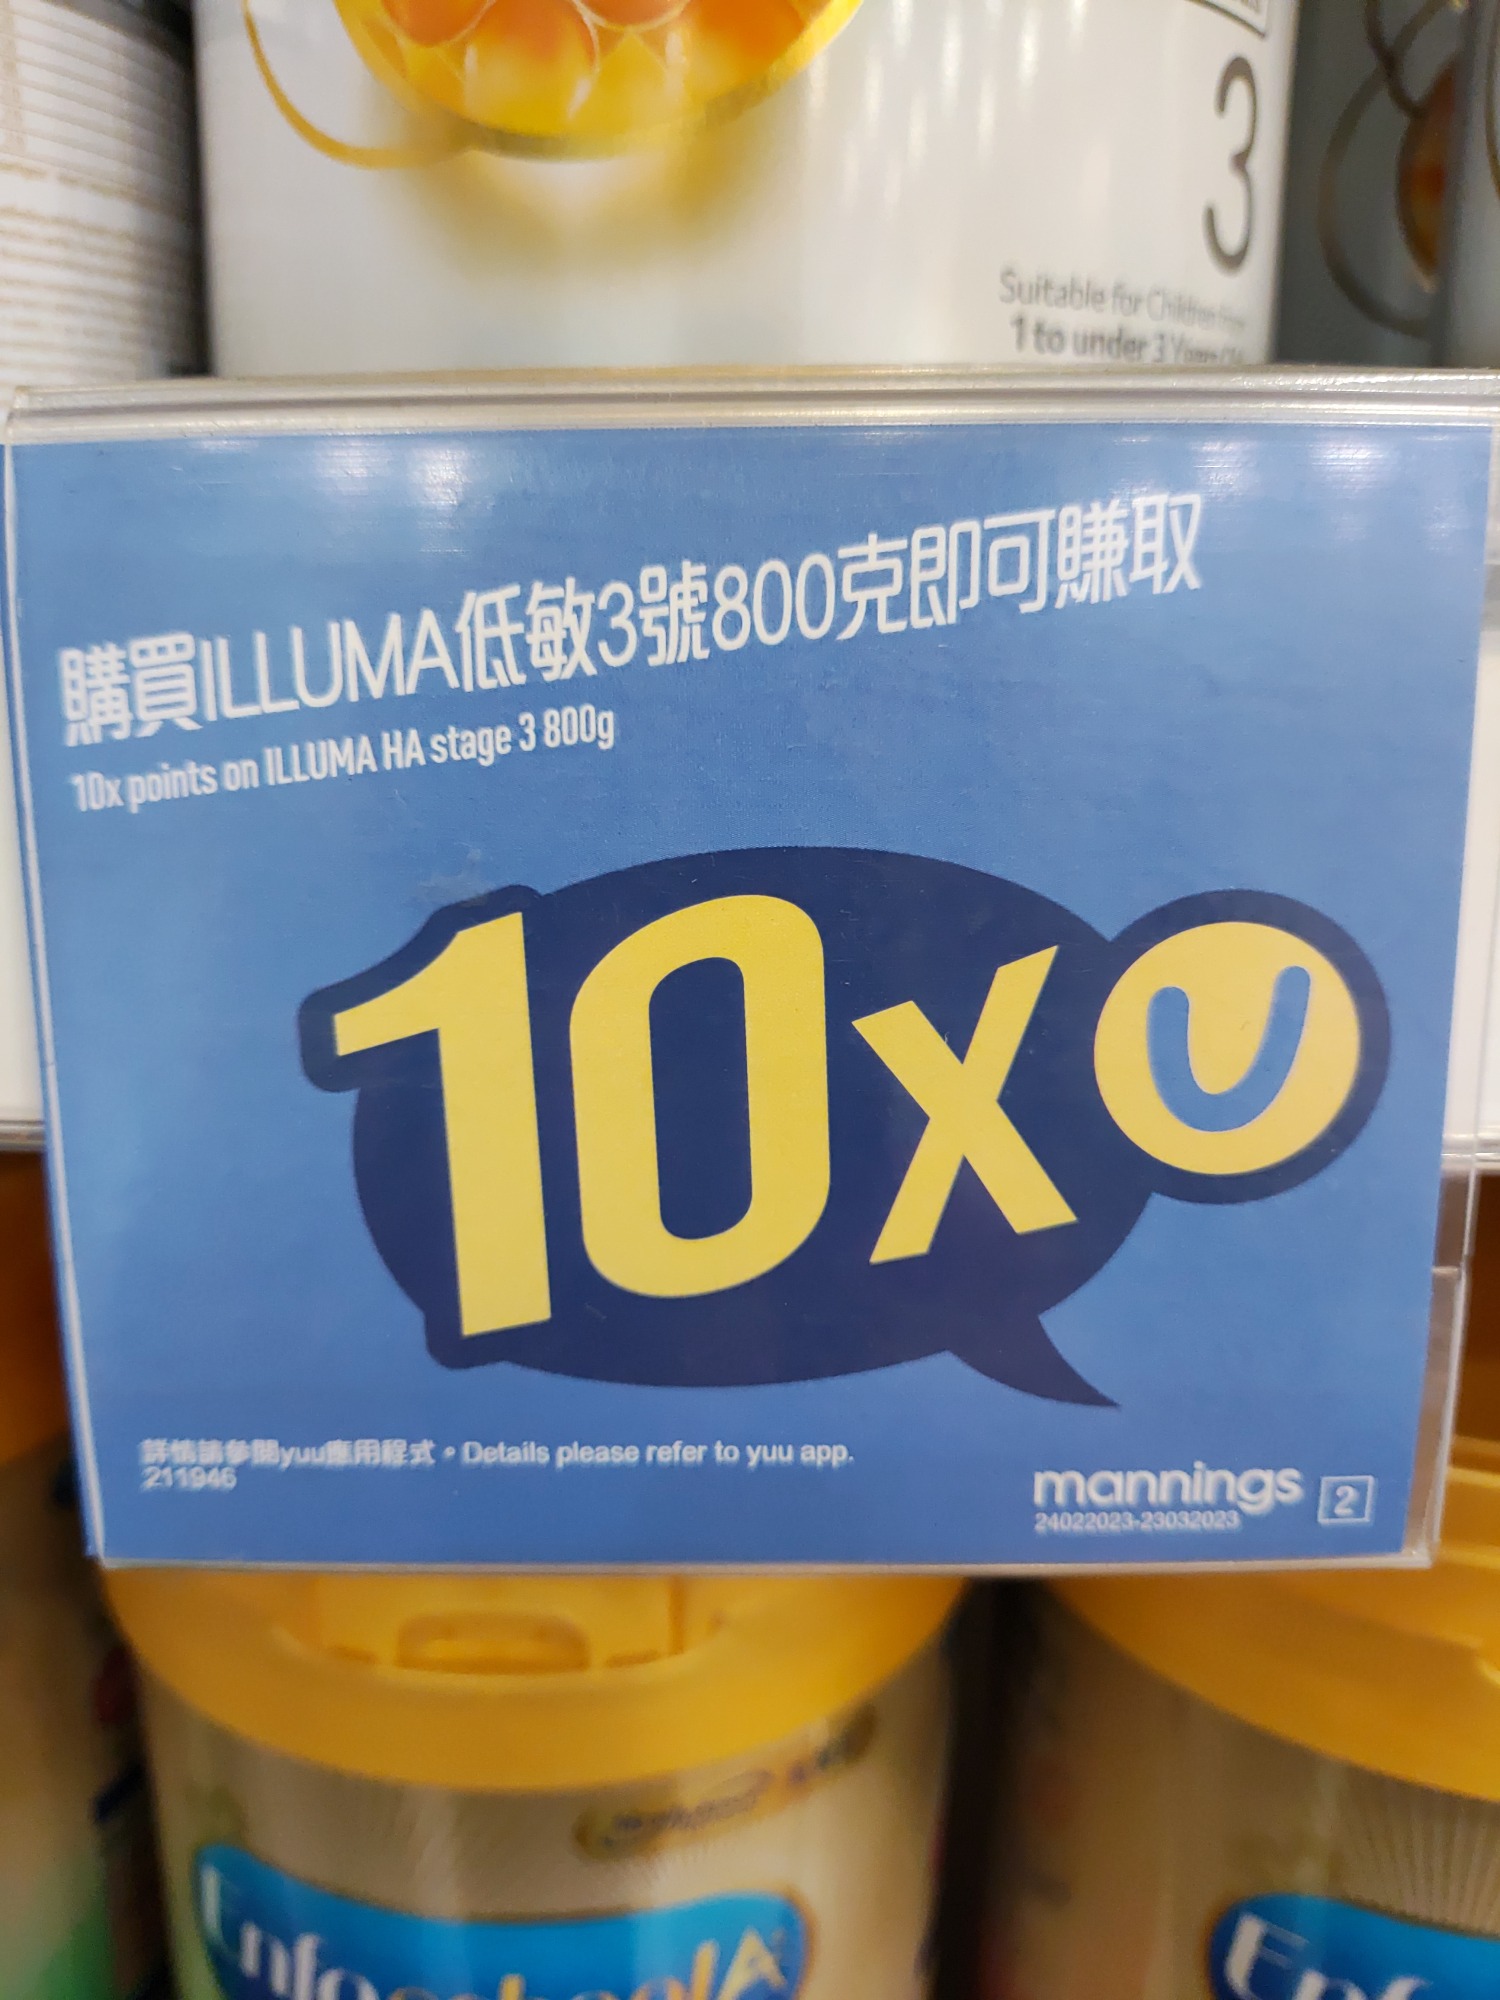 3
Suitable for Children
1 to under 3 Years
購買ILLUMA低敏3號800克即可賺取
10x points on ILLUMA HA stage 3 800g
10x U
詳情請參閱yuu應用程式。Details please refer to yuu app.
211946
mannings 2
24022023-23032023